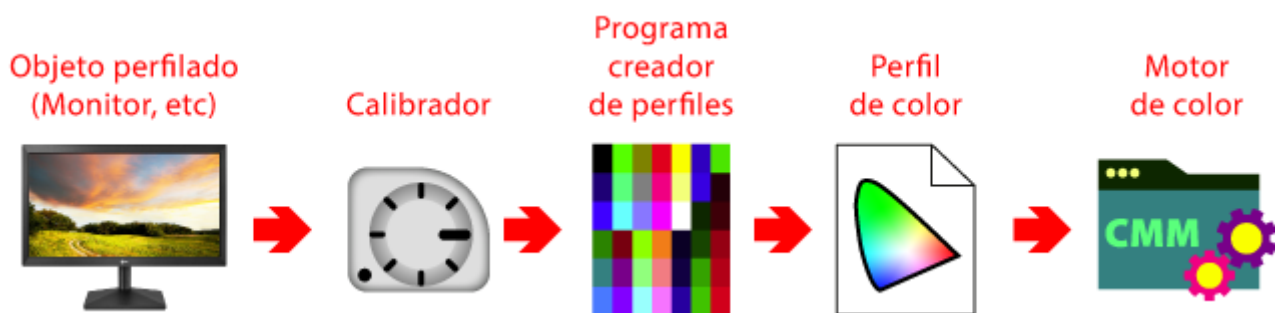 Objeto perfilado
(Monitor, etc)
Calibrador
Programa
creador
de perfiles
Perfil
de color
Motor
de color
CMM